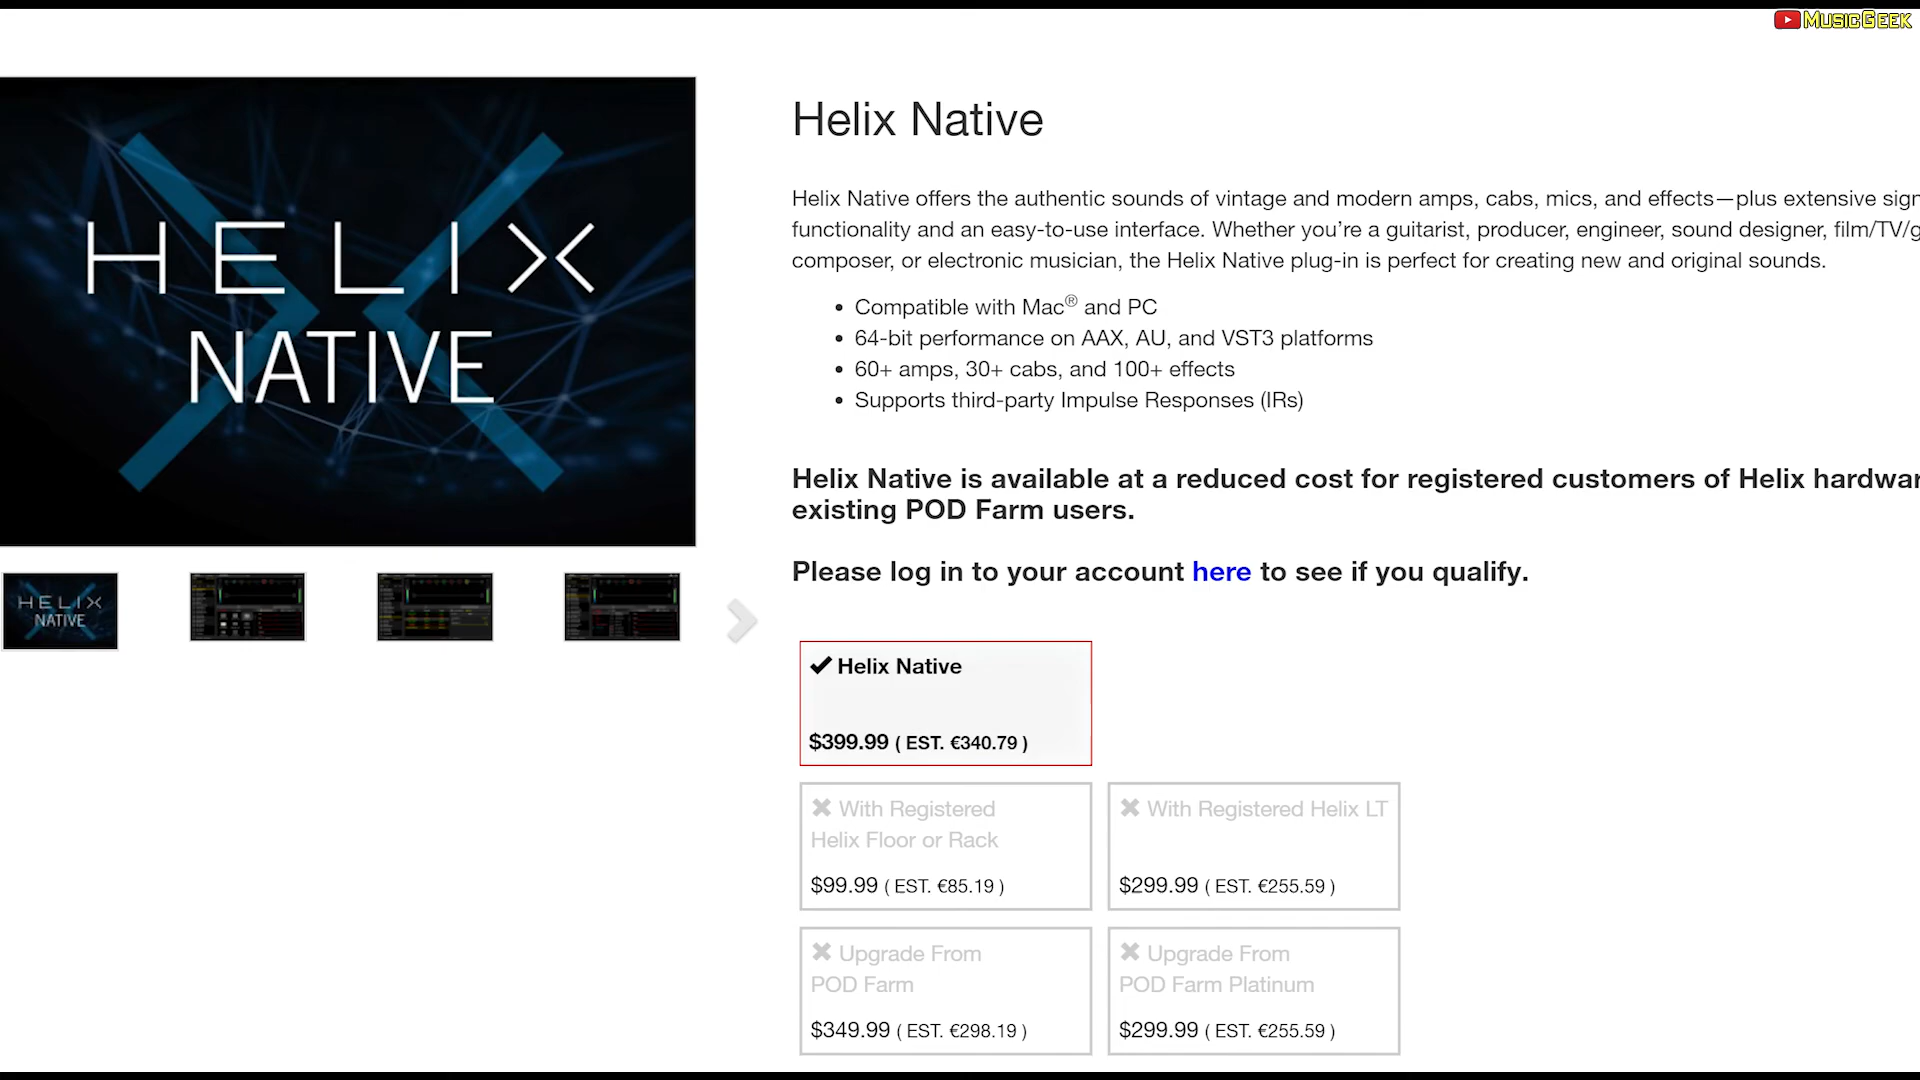 MUSICGEEK
HELIX
NATIVE
Helix Native
Helix Native offers the authentic sounds of vintage and modern amps, cabs, mics, and effects—plus extensive
functionality and an easy-to-use interface. Whether you’re a guitarist, producer, engineer, sound designer, film/TV/
composer, or electronic musician, the Helix Native plug-in is perfect for creating new and original sounds.
• Compatible with Mac® and PC
• 64-bit performance on AAX, AU, and VST3 platforms
• 60+ amps, 30+ cabs, and 100+ effects
• Supports third-party Impulse Responses (IRs)
Helix Native is available at a reduced cost for registered customers of Helix
existing POD Farm users.
Please log in to your account here to see if you qualify.
HELIX
NATIVE
Helix Native
$399.99 ( EST. €340.79 )
With Registered
Helix Floor or Rack
$99.99 ( EST. €85.19 )
With Registered Helix LT
$299.99 ( EST. €255.59 )
Upgrade From
POD Farm
$349.99 ( EST. €298.19 )
Upgrade From
POD Farm Platinum
$299.99 ( EST. €255.59 )